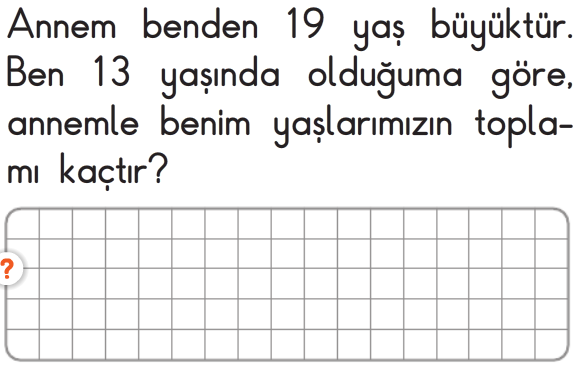 Annem benden 19 yaş büyüktür.
Ben 13 yaşında olduğuma göre,
annemle benim yaşlarımızın topla-
mı kaçtır?
?